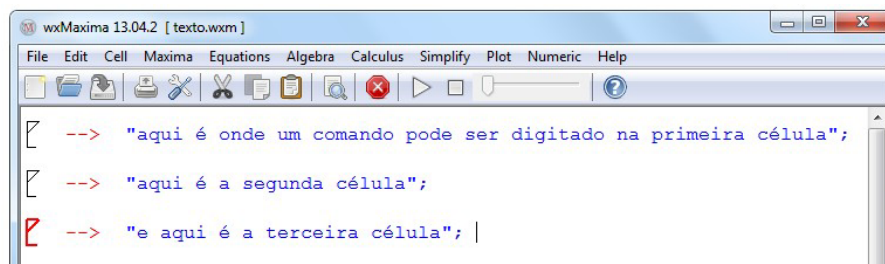 wxMaxima 13.04.2 [ texto.wxm ]
File Edit Cell Maxima Equations Algebra Calculus Simplify Plot Numeric Help
--> "aqui é onde um comando pode ser digitado na primeira célula";
--> "aqui é a segunda célula";
--> "e aqui é a terceira célula";